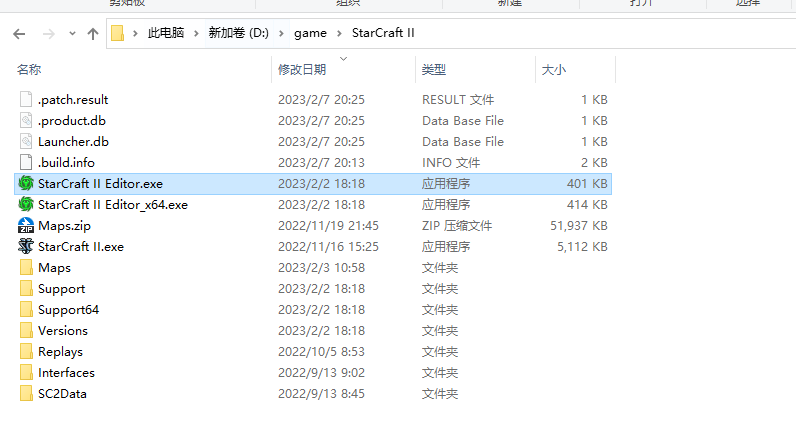 剪贴板 组织 新建 打开 选择
此电脑 > 新加卷 (D:) > game > StarCraft II
名称 修改日期 类型 大小
.patch.result 2023/2/7 20:25 RESULT 文件 1 KB
.product.db 2023/2/7 20:25 Data Base File 1 KB
Launcher.db 2023/2/7 20:25 Data Base File 1 KB
.build.info 2023/2/7 20:13 INFO 文件 2 KB
StarCraft II Editor.exe 2023/2/2 18:18 应用程序 401 KB
StarCraft II Editor_x64.exe 2023/2/2 18:18 应用程序 414 KB
ZIP Maps.zip 2022/11/19 21:45 ZIP 压缩文件 51,937 KB
StarCraft II.exe 2022/11/16 15:25 应用程序 5,112 KB
Maps 2023/2/3 10:58 文件夹
Support 2023/2/2 18:18 文件夹
Support64 2023/2/2 18:18 文件夹
Versions 2023/2/2 18:18 文件夹
Replays 2022/10/5 8:53 文件夹
Interfaces 2022/9/13 9:02 文件夹
SC2Data 2022/9/13 8:45 文件夹